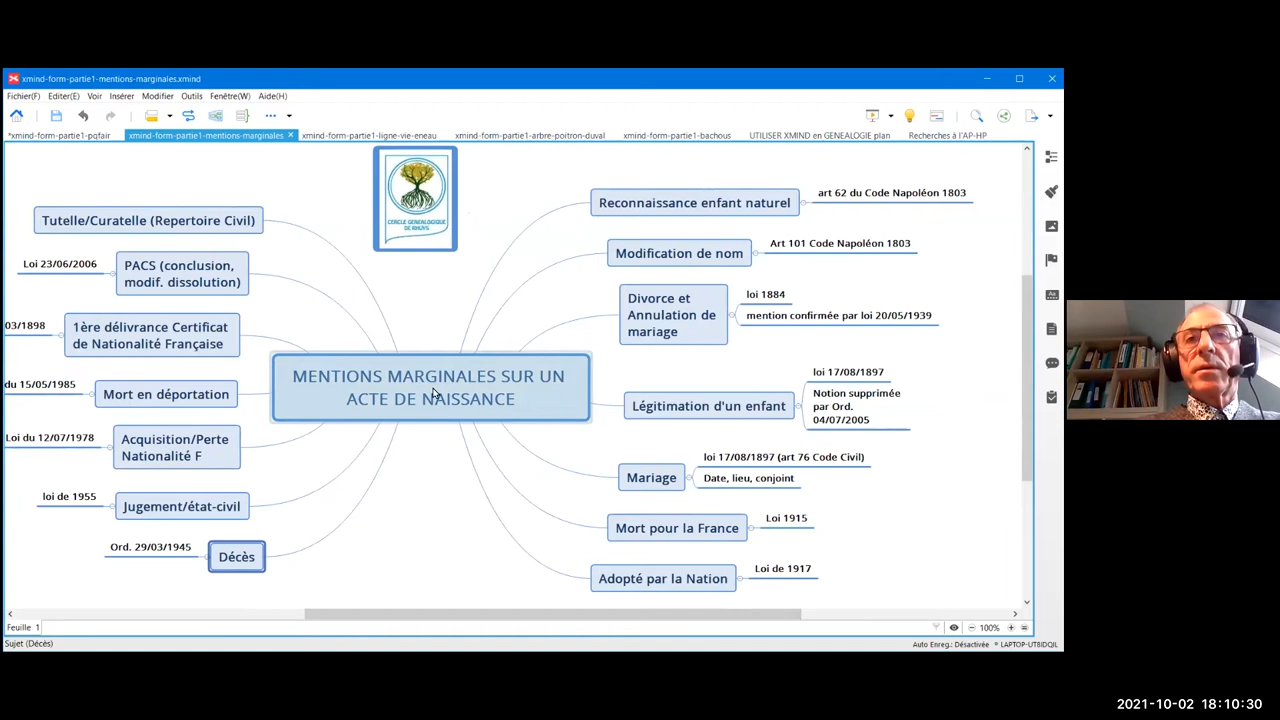 xmind-form-partie1-mentions-marginales.xmind
Fichier(F) Editer(E) Voir Insérer Modifier Outils Fenêtre(W) Aide(H)
*xmind-form-partie1-pqfair xmind-form-partie1-mentions-marginales xmind-form-partie1-ligne-vie-eneau xmind-form-partie1-arbre-poitron-duval xmind-form-partie1-bachous UTILISER XMIND en GENEALOGIE plan Recherches à l'AP-HP
CERCLE GENEALOGIQUE
DE RHUYS
Tutelle/Curatelle (Repertoire Civil)
Loi 23/06/2006
PACS (conclusion,
modif. dissolution)
03/1898
1ère délivrance Certificat
de Nationalité Française
du 15/05/1985
Mort en déportation
Loi du 12/07/1978
Acquisition/Perte
Nationalité F
loi de 1955
Jugement/état-civil
Ord. 29/03/1945
Décès
MENTIONS MARGINALES SUR UN
ACTE DE NAISSANCE
Reconnaissance enfant naturel
art 62 du Code Napoléon 1803
Modification de nom
Art 101 Code Napoléon 1803
Divorce et
Annulation de
mariage
loi 1884
mention confirmée par loi 20/05/1939
Légitimation d'un enfant
loi 17/08/1897
Notion supprimée
par Ord.
04/07/2005
Mariage
loi 17/08/1897 (art 76 Code Civil)
Date, lieu, conjoint
Mort pour la France
Loi 1915
Adopté par la Nation
Loi de 1917
Feuille 1
100%
Sujet (Décès)
Auto Enreg.: Désactivée * LAPTOP-UT8IDQIL
2021-10-02 18:10:30